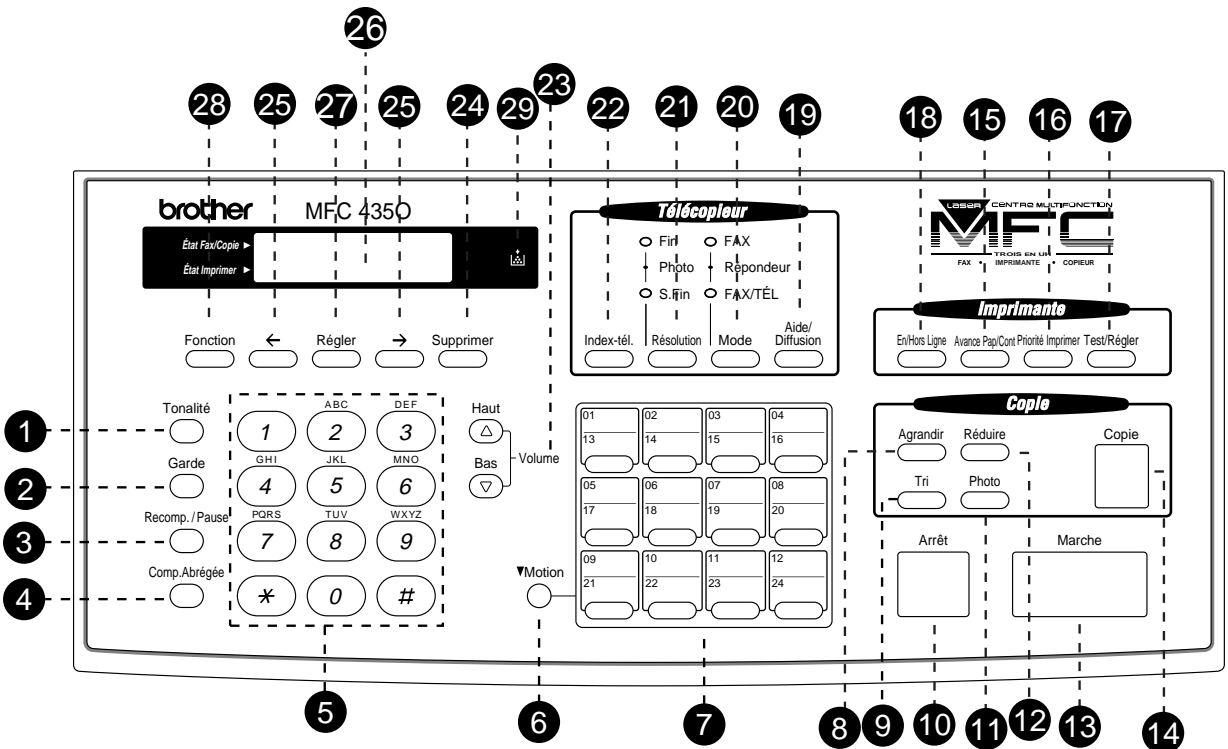 26
28 25 27 25 24 29 23 22 21 20 19 18 15 16 17
brother MFC 435O
État Fax/Copie ►
État Imprimer ►
Télécopieur
Fin FAX
Photo Répondeur
S.Fin FAX/TÉL
Index-tél. Résolution Mode Aide/
Diffusion
LASER CENTRE MULTIFONCTION
MFC
TROIS EN UN
FAX • IMPRIMANTE • COPIEUR
Imprimante
En/Hors Ligne Avance Pap/Cont Priorité Imprimer Test/Régler
Fonction ← Régler → Supprimer
1 Tonalité
2 Garde
3 Recomp./Pause
4 Comp.Abrégée
1 ABC 2 DEF 3
GHI 4 JKL 5 MNO 6
PQRS 7 TUV 8 WXYZ 9
* 0 #
Haut
Bas
Volume
▼Motion
01 02 03 04
13 14 15 16
05 06 07 08
17 18 19 20
09 10 11 12
21 22 23 24
Copie
Agrandir Réduire Copie
Tri Photo
Arrêt Marche
5 6 7 8 9 10 11 12 13 14